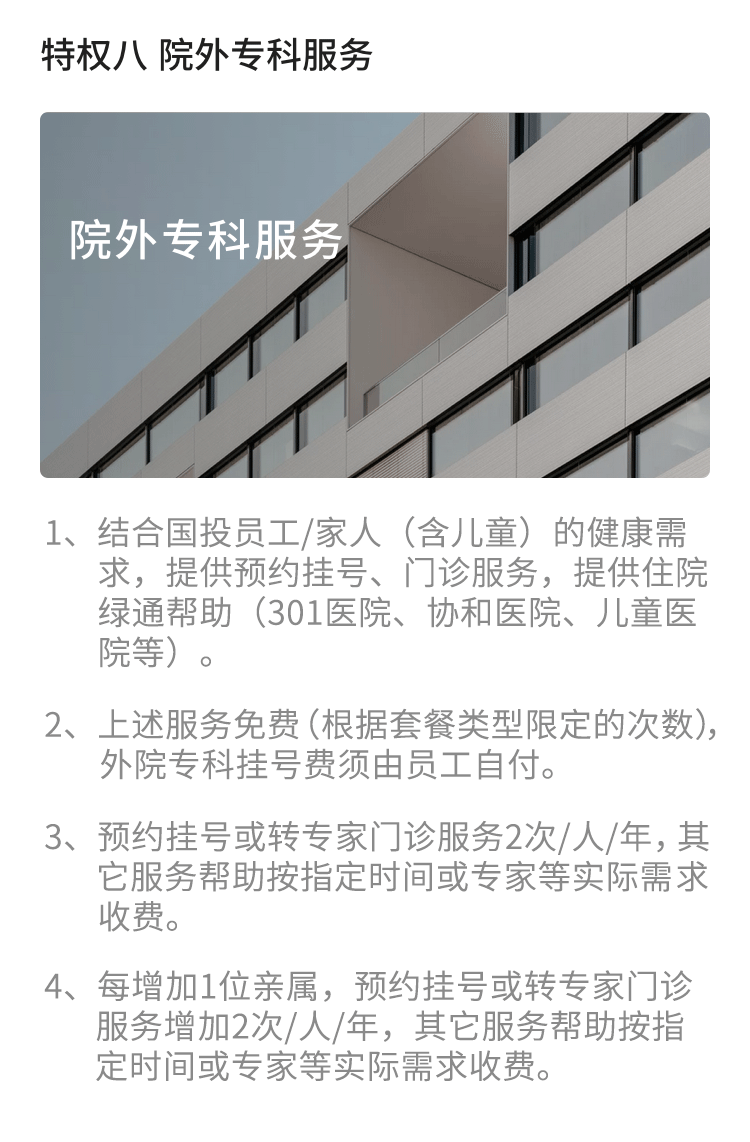 特权八 院外专科服务
院外专科服务
1、结合国投员工/家人（含儿童）的健康需
求，提供预约挂号、门诊服务，提供住院
绿通帮助（301医院、协和医院、儿童医
院等）。
2、上述服务免费（根据套餐类型限定的次数），
外院专科挂号费须由员工自付。
3、预约挂号或转专家门诊服务2次/人/年，其
它服务帮助按指定时间或专家等实际需求
收费。
4、每增加1位亲属，预约挂号或转专家门诊
服务增加2次/人/年，其它服务帮助按指
定时间或专家等实际需求收费。